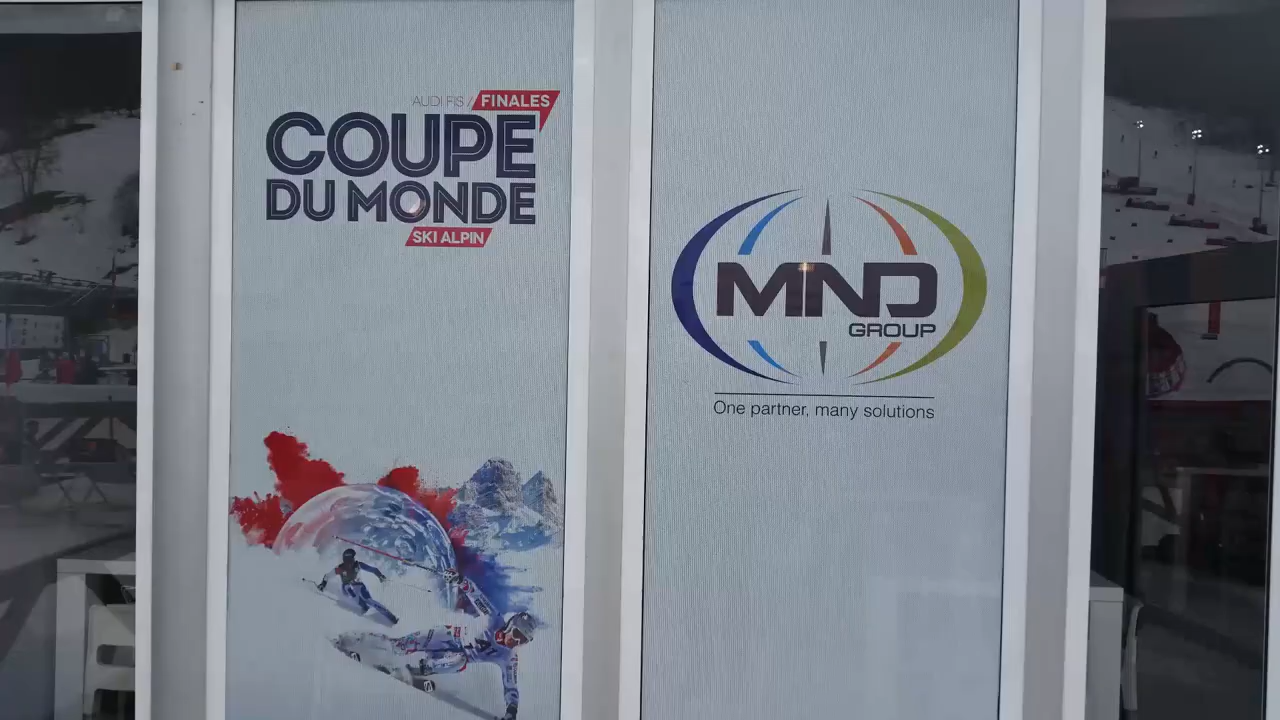 AUDI FIS // FINALES
COUPE
DU MONDE
SKI ALPIN
MND
GROUP
One partner, many solutions